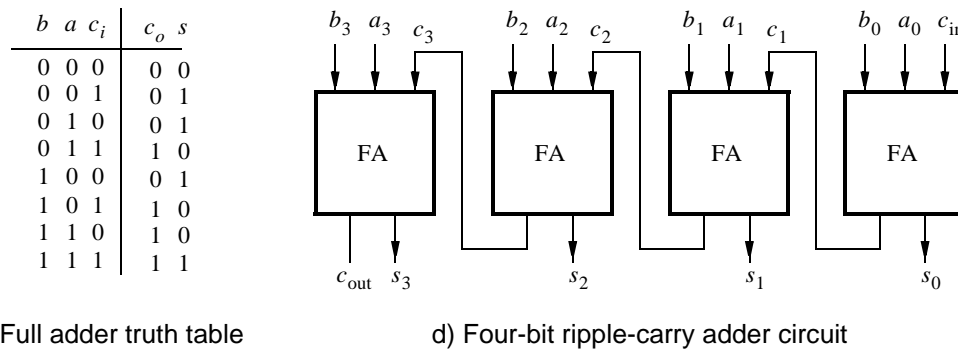 b a c_i c_o s
0 0 0 0 0
0 0 1 0 1
0 1 0 0 1
0 1 1 1 0
1 0 0 0 1
1 0 1 1 0
1 1 0 1 0
1 1 1 1 1
Full adder truth table
b_3 a_3 c_3 b_2 a_2 c_2 b_1 a_1 c_1 b_0 a_0 c_in
FA FA FA FA
c_out s_3 s_2 s_1 s_0
d) Four-bit ripple-carry adder circuit